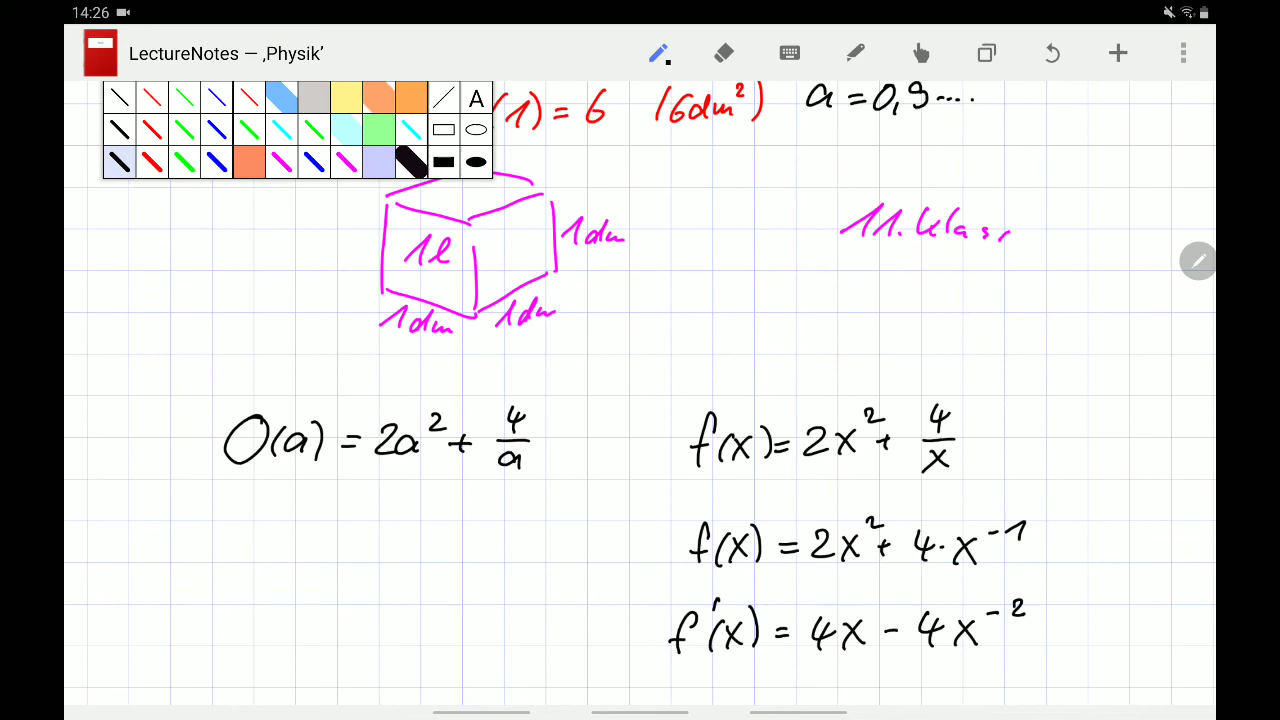 14:26
LectureNotes — ‚Physik’
A
(1) = 6 (6dm²) a = 0,9....
1l
1dm
11. Klass
1dm 1dm
O(a) = 2a² + 4/a
f(x) = 2x² + 4/x
f(x) = 2x² + 4·x⁻¹
f'(x) = 4x - 4x⁻²